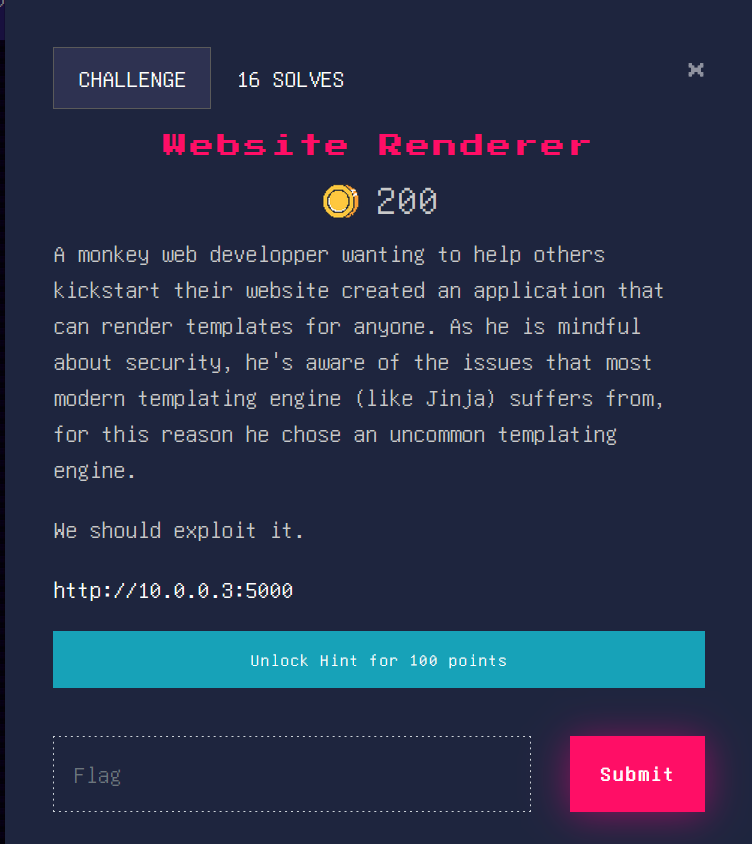 CHALLENGE
16 SOLVES
Website Renderer
200
A monkey web developper wanting to help others
kickstart their website created an application that
can render templates for anyone. As he is mindful
about security, he's aware of the issues that most
modern templating engine (like Jinja) suffers from,
for this reason he chose an uncommon templating
engine.
We should exploit it.
http://10.0.0.3:5000
Unlock Hint for 100 points
Flag
Submit